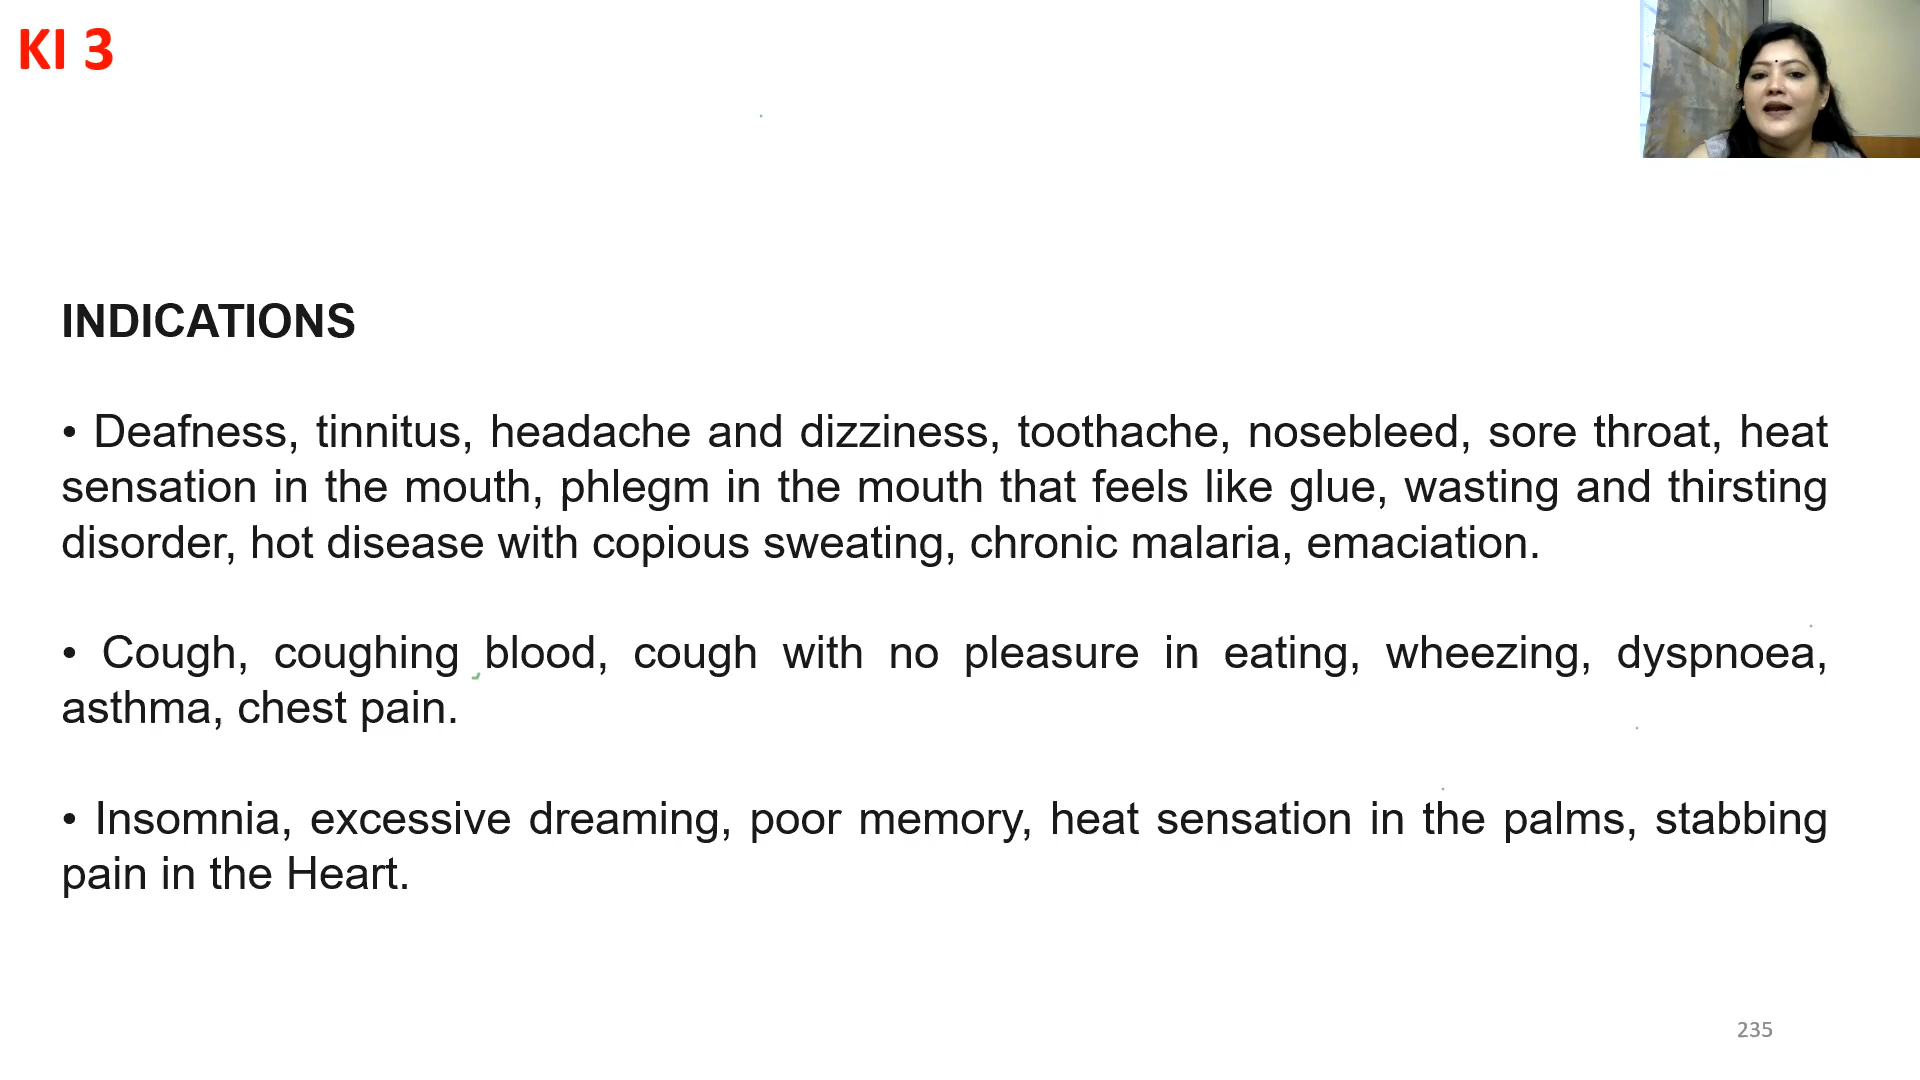 KI 3
INDICATIONS
• Deafness, tinnitus, headache and dizziness, toothache, nosebleed, sore throat, heat
sensation in the mouth, phlegm in the mouth that feels like glue, wasting and thirsting
disorder, hot disease with copious sweating, chronic malaria, emaciation.
• Cough, coughing blood, cough with no pleasure in eating, wheezing, dyspnoea,
asthma, chest pain.
• Insomnia, excessive dreaming, poor memory, heat sensation in the palms, stabbing
pain in the Heart.
235